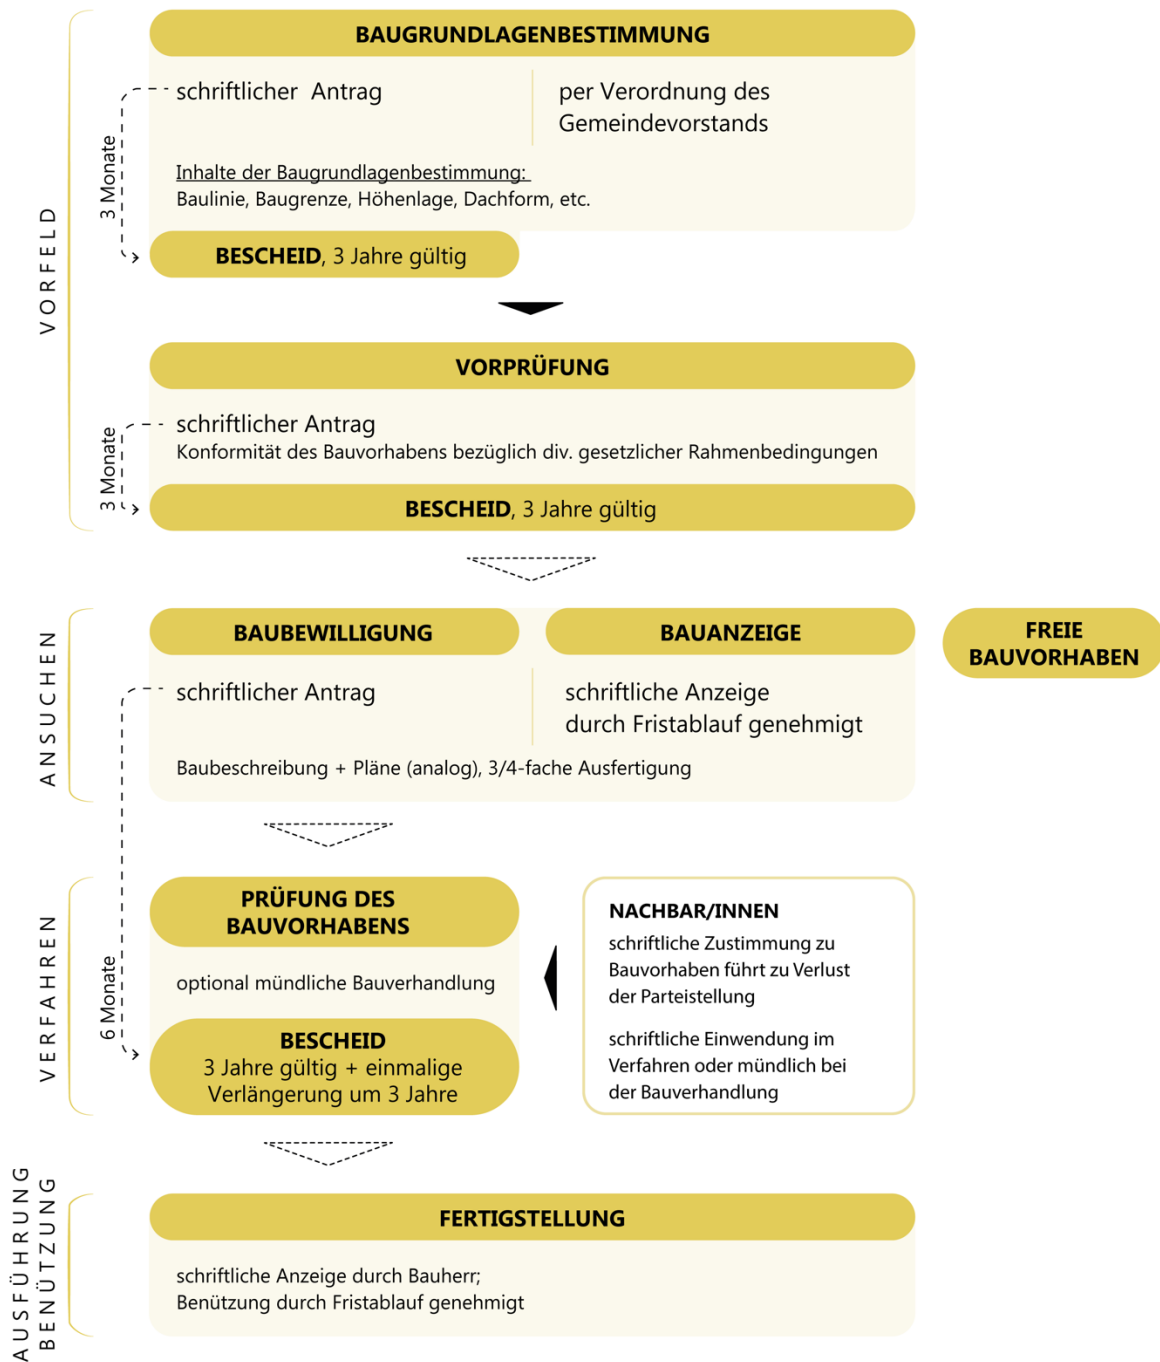 VORFELD
BAUGRUNDLAGENBESTIMMUNG
3 Monate
schriftlicher Antrag
per Verordnung des
Gemeindevorstands
Inhalte der Baugrundlagenbestimmung:
Baulinie, Baugrenze, Höhenlage, Dachform, etc.
BESCHEID, 3 Jahre gültig
VORPRÜFUNG
3 Monate
schriftlicher Antrag
Konformität des Bauvorhabens bezüglich div. gesetzlicher Rahmenbedingungen
BESCHEID, 3 Jahre gültig
ANSUCHEN
BAUBEWILLIGUNG
BAUANZEIGE
FREIE
BAUVORHABEN
schriftlicher Antrag
schriftliche Anzeige
durch Fristablauf genehmigt
Baubeschreibung + Pläne (analog), 3/4-fache Ausfertigung
VERFAHREN
6 Monate
PRÜFUNG DES
BAUVORHABENS
optional mündliche Bauverhandlung
BESCHEID
3 Jahre gültig + einmalige
Verlängerung um 3 Jahre
NACHBAR/INNEN
schriftliche Zustimmung zu
Bauvorhaben führt zu Verlust
der Parteistellung
schriftliche Einwendung im
Verfahren oder mündlich bei
der Bauverhandlung
AUSFÜHRUNG
BENÜTZUNG
FERTIGSTELLUNG
schriftliche Anzeige durch Bauherr;
Benützung durch Fristablauf genehmigt